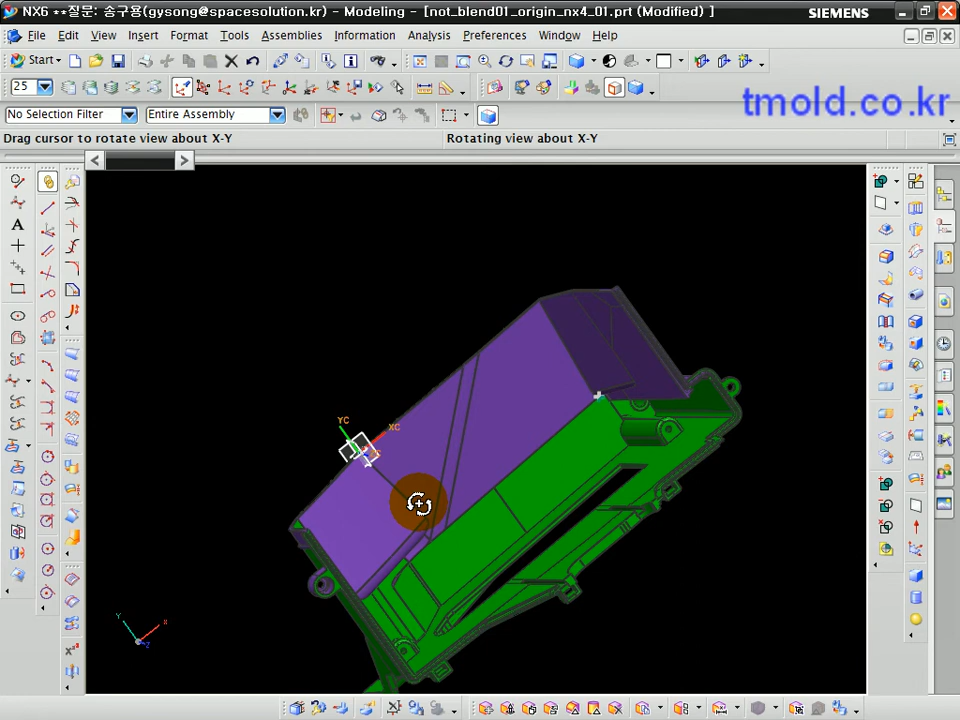 NX6 **질문: 송구용(gysong@spacesolution.kr) - Modeling - [not_blend01_origin_nx4_01.prt (Modified) ]
SIEMENS
File Edit View Insert Format Tools Assemblies Information Analysis Preferences Window Help
Start
25
tmold.co.kr
No Selection Filter
Entire Assembly
Drag cursor to rotate view about X-Y
Rotating view about X-Y
YC
XC
Y
X
Z